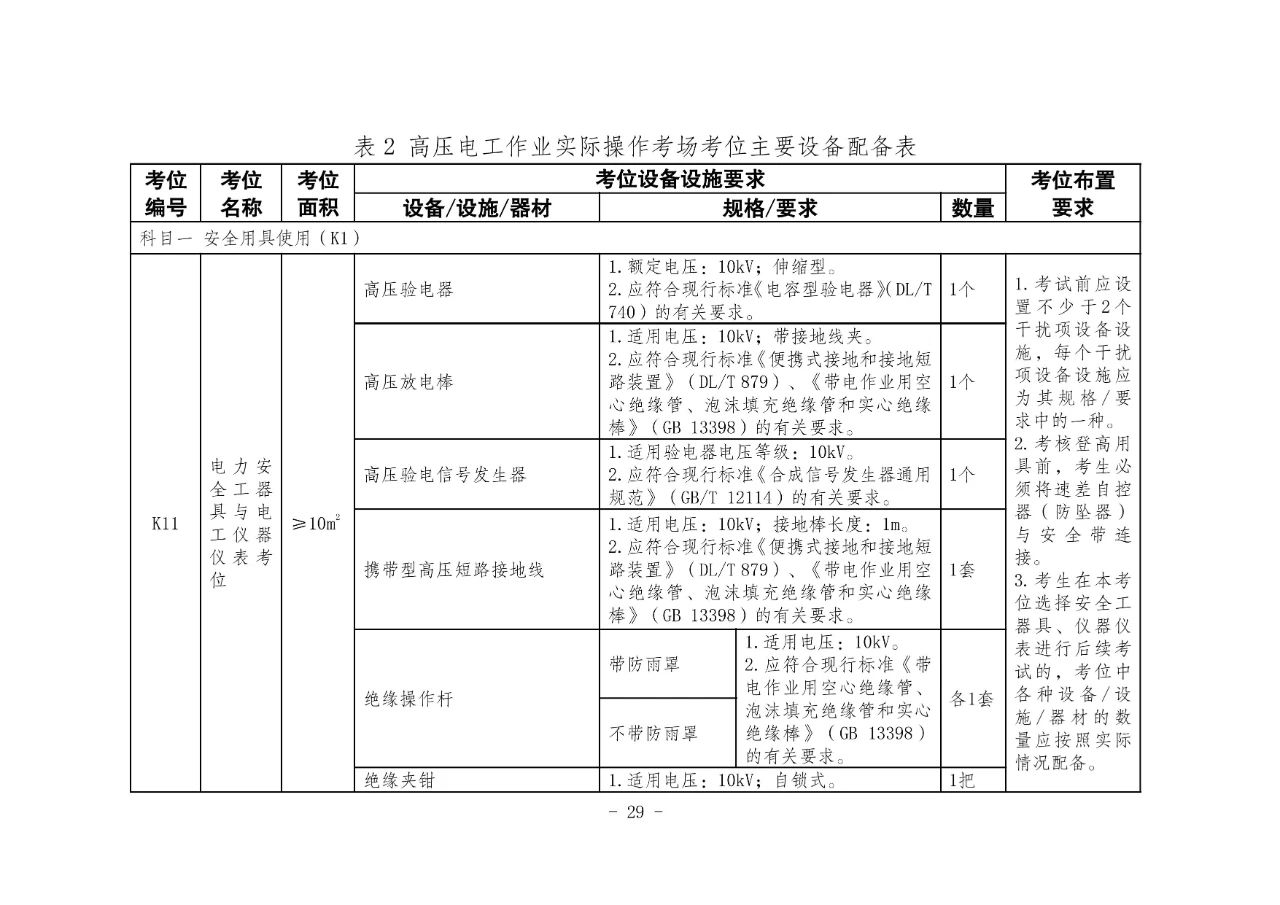 表 2 高压电工作业实际操作考场考位主要设备配备表
考位
编号
考位
名称
考位
面积
考位设备设施要求
考位布置
要求
设备/设施/器材
规格/要求
数量
科目一 安全用具使用（K1）
K11
电力安
全工器
具与电
工仪器
仪表考
位
≥10m²
高压验电器
1.额定电压：10kV；伸缩型。
2.应符合现行标准《电容型验电器》（DL/T
740）的有关要求。
1个
高压放电棒
1.适用电压：10kV；带接地线夹。
2.应符合现行标准《便携式接地和接地短
路装置》（DL/T 879）、《带电作业用空
心绝缘管、泡沫填充绝缘管和实心绝缘
棒》（GB 13398）的有关要求。
1个
高压验电信号发生器
1.适用验电器电压等级：10kV。
2.应符合现行标准《合成信号发生器通用
规范》（GB/T 12114）的有关要求。
1个
携带型高压短路接地线
1.适用电压：10kV；接地棒长度：1m。
2.应符合现行标准《便携式接地和接地短
路装置》（DL/T 879）、《带电作业用空
心绝缘管、泡沫填充绝缘管和实心绝缘
棒》（GB 13398）的有关要求。
1套
绝缘操作杆
带防雨罩
不带防雨罩
1.适用电压：10kV。
2.应符合现行标准《带
电作业用空心绝缘管、
泡沫填充绝缘管和实心
绝缘棒》（GB 13398）
的有关要求。
各1套
绝缘夹钳
1.适用电压：10kV；自锁式。
1把
1.考试前应设
置不少于2个
干扰项设备设
施，每个干扰
项设备设施应
为其规格/要
求中的一种。
2.考核登高用
具前，考生必
须将速差自控
器（防坠器）
与安全带连
接。
3.考生在本考
位选择安全工
器具、仪器仪
表进行后续考
试的，考位中
各种设备/设
施/器材的数
量应按照实际
情况配备。
- 29 -